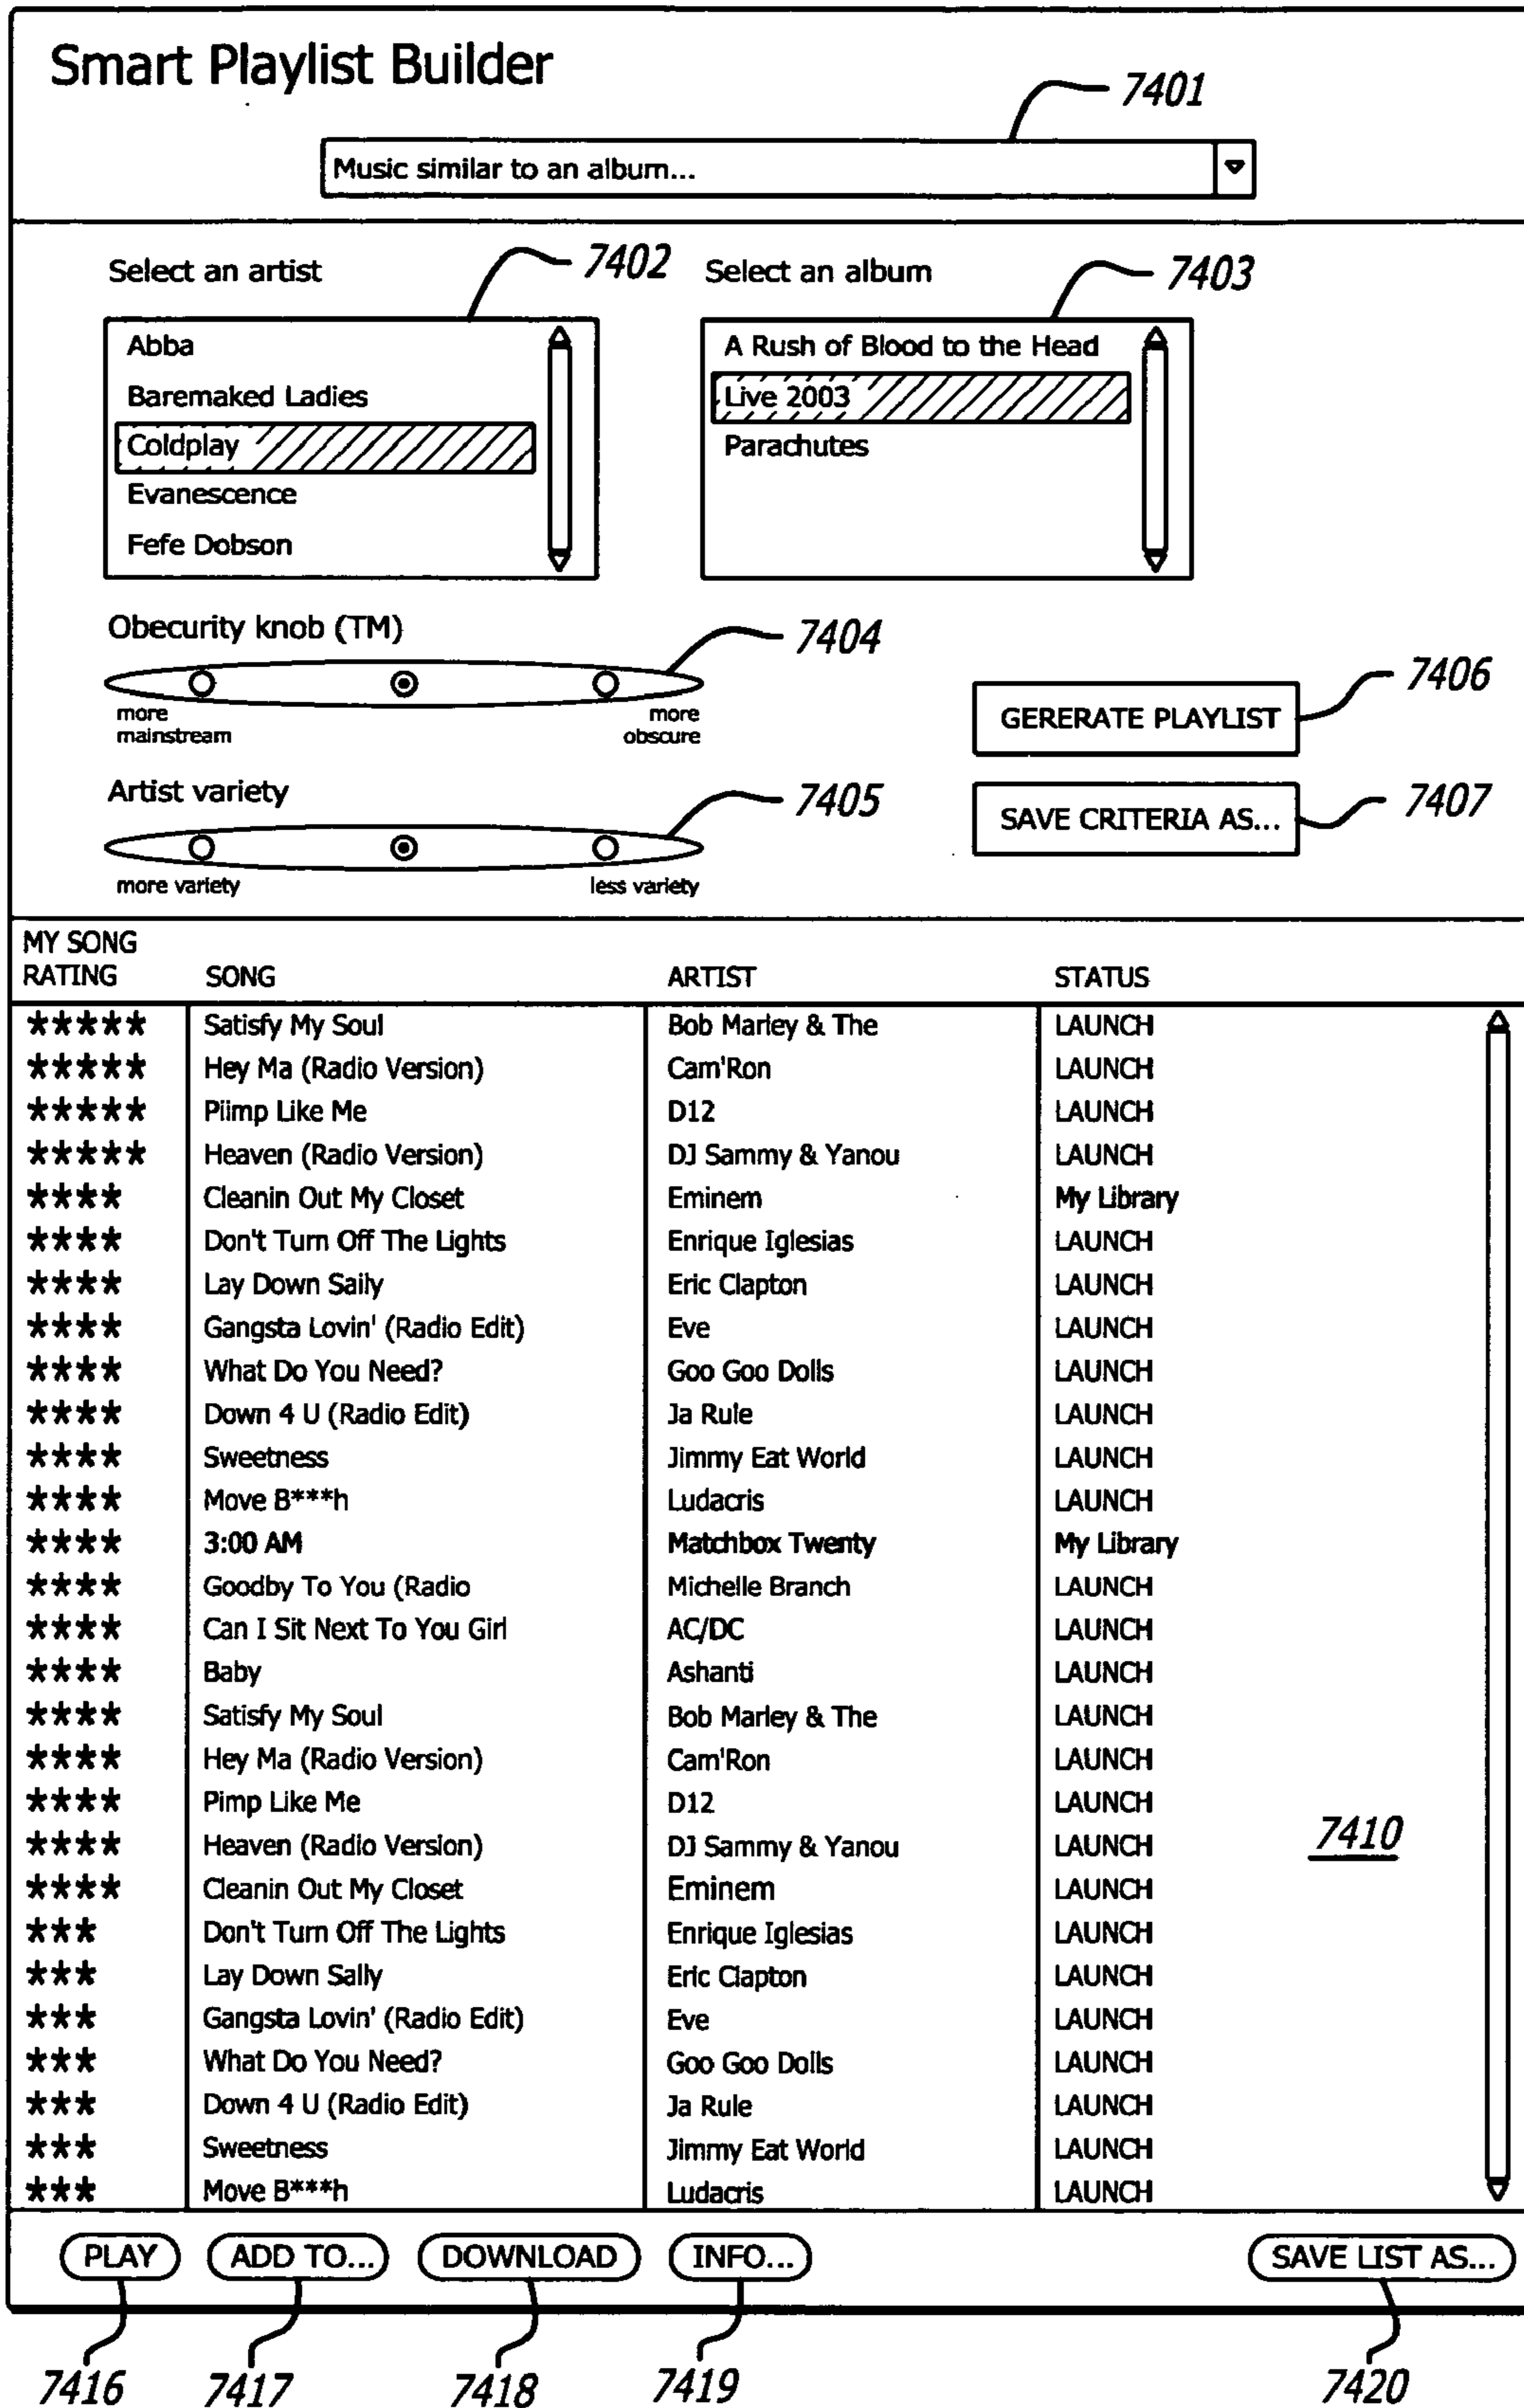 Smart Playlist Builder
7401
Music similar to an album...
Select an artist 7402 Select an album 7403
Abba A Rush of Blood to the Head
Baremaked Ladies Live 2003
Coldplay Parachutes
Evanescence
Fefe Dobson
Obecurity knob (TM) 7404
more mainstream more obscure
GERERATE PLAYLIST 7406
Artist variety 7405
SAVE CRITERIA AS... 7407
more variety less variety
MY SONG RATING SONG ARTIST STATUS
★★★★★ Satisfy My Soul Bob Marley & The LAUNCH
★★★★★ Hey Ma (Radio Version) Cam'Ron LAUNCH
★★★★★ Piimp Like Me D12 LAUNCH
★★★★★ Heaven (Radio Version) DJ Sammy & Yanou LAUNCH
★★★★ Cleanin Out My Closet Eminem My Library
★★★★ Don't Turn Off The Lights Enrique Iglesias LAUNCH
★★★★ Lay Down Saily Eric Clapton LAUNCH
★★★★ Gangsta Lovin' (Radio Edit) Eve LAUNCH
★★★★ What Do You Need? Goo Goo Dolls LAUNCH
★★★★ Down 4 U (Radio Edit) Ja Rule LAUNCH
★★★★ Sweetness Jimmy Eat World LAUNCH
★★★★ Move B***h Ludacris LAUNCH
★★★★ 3:00 AM Matchbox Twenty My Library
★★★★ Goodby To You (Radio Michelle Branch LAUNCH
★★★★ Can I Sit Next To You Girl AC/DC LAUNCH
★★★★ Baby Ashanti LAUNCH
★★★★ Satisfy My Soul Bob Marley & The LAUNCH
★★★★ Hey Ma (Radio Version) Cam'Ron LAUNCH
★★★★ Pimp Like Me D12 LAUNCH
★★★★ Heaven (Radio Version) DJ Sammy & Yanou LAUNCH 7410
★★★★ Cleanin Out My Closet Eminem LAUNCH
★★★ Don't Turn Off The Lights Enrique Iglesias LAUNCH
★★★ Lay Down Sally Eric Clapton LAUNCH
★★★ Gangsta Lovin' (Radio Edit) Eve LAUNCH
★★★ What Do You Need? Goo Goo Dolls LAUNCH
★★★ Down 4 U (Radio Edit) Ja Rule LAUNCH
★★★ Sweetness Jimmy Eat World LAUNCH
★★★ Move B***h Ludacris LAUNCH
PLAY ADD TO... DOWNLOAD INFO... SAVE LIST AS...
7416 7417 7418 7419 7420